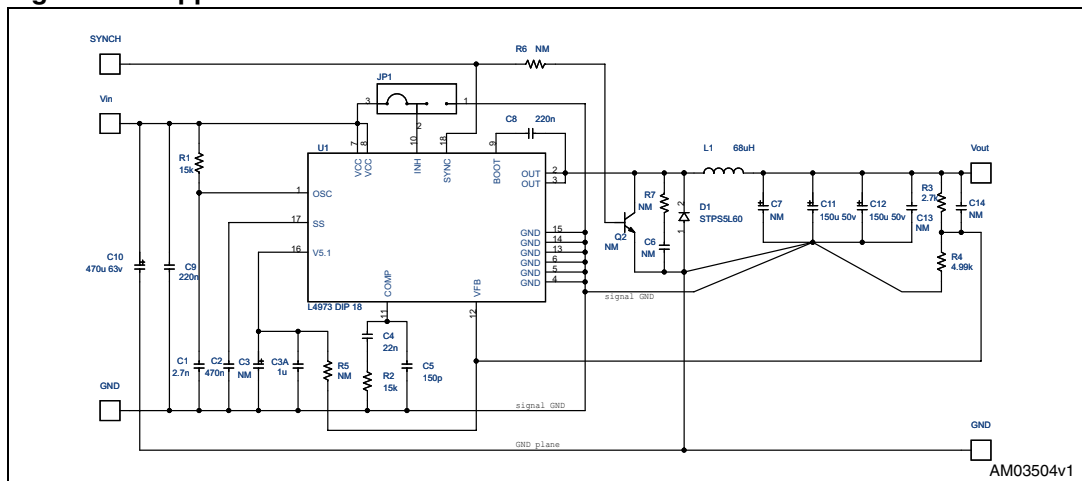 SYNCH
R6 NM
JP1
3
1
2
Vin
C8 220n
U1
7
8
10
18
9
L1 68uH
Vout
R1
15k
VCC
VCC
INH
SYNC
BOOT
OUT 2
OUT 3
1 OSC
R7
NM
D1
STPS5L60
2
1
C7
NM
C11
150u 50v
C12
150u 50v
C13
NM
R3
2.7k
C14
NM
17 SS
16 V5.1
Q2
NM
C6
NM
GND 15
GND 14
GND 13
GND 6
GND 5
GND 4
R4
4.99k
C10
470u 63v
C9
220n
COMP
VFB
signal GND
L4973 DIP 18
11
12
C4
22n
C1
2.7n
C2
470n
C3
NM
C3A
1u
R5
NM
R2
15k
C5
150p
GND
signal GND
GND plane
GND
AM03504v1